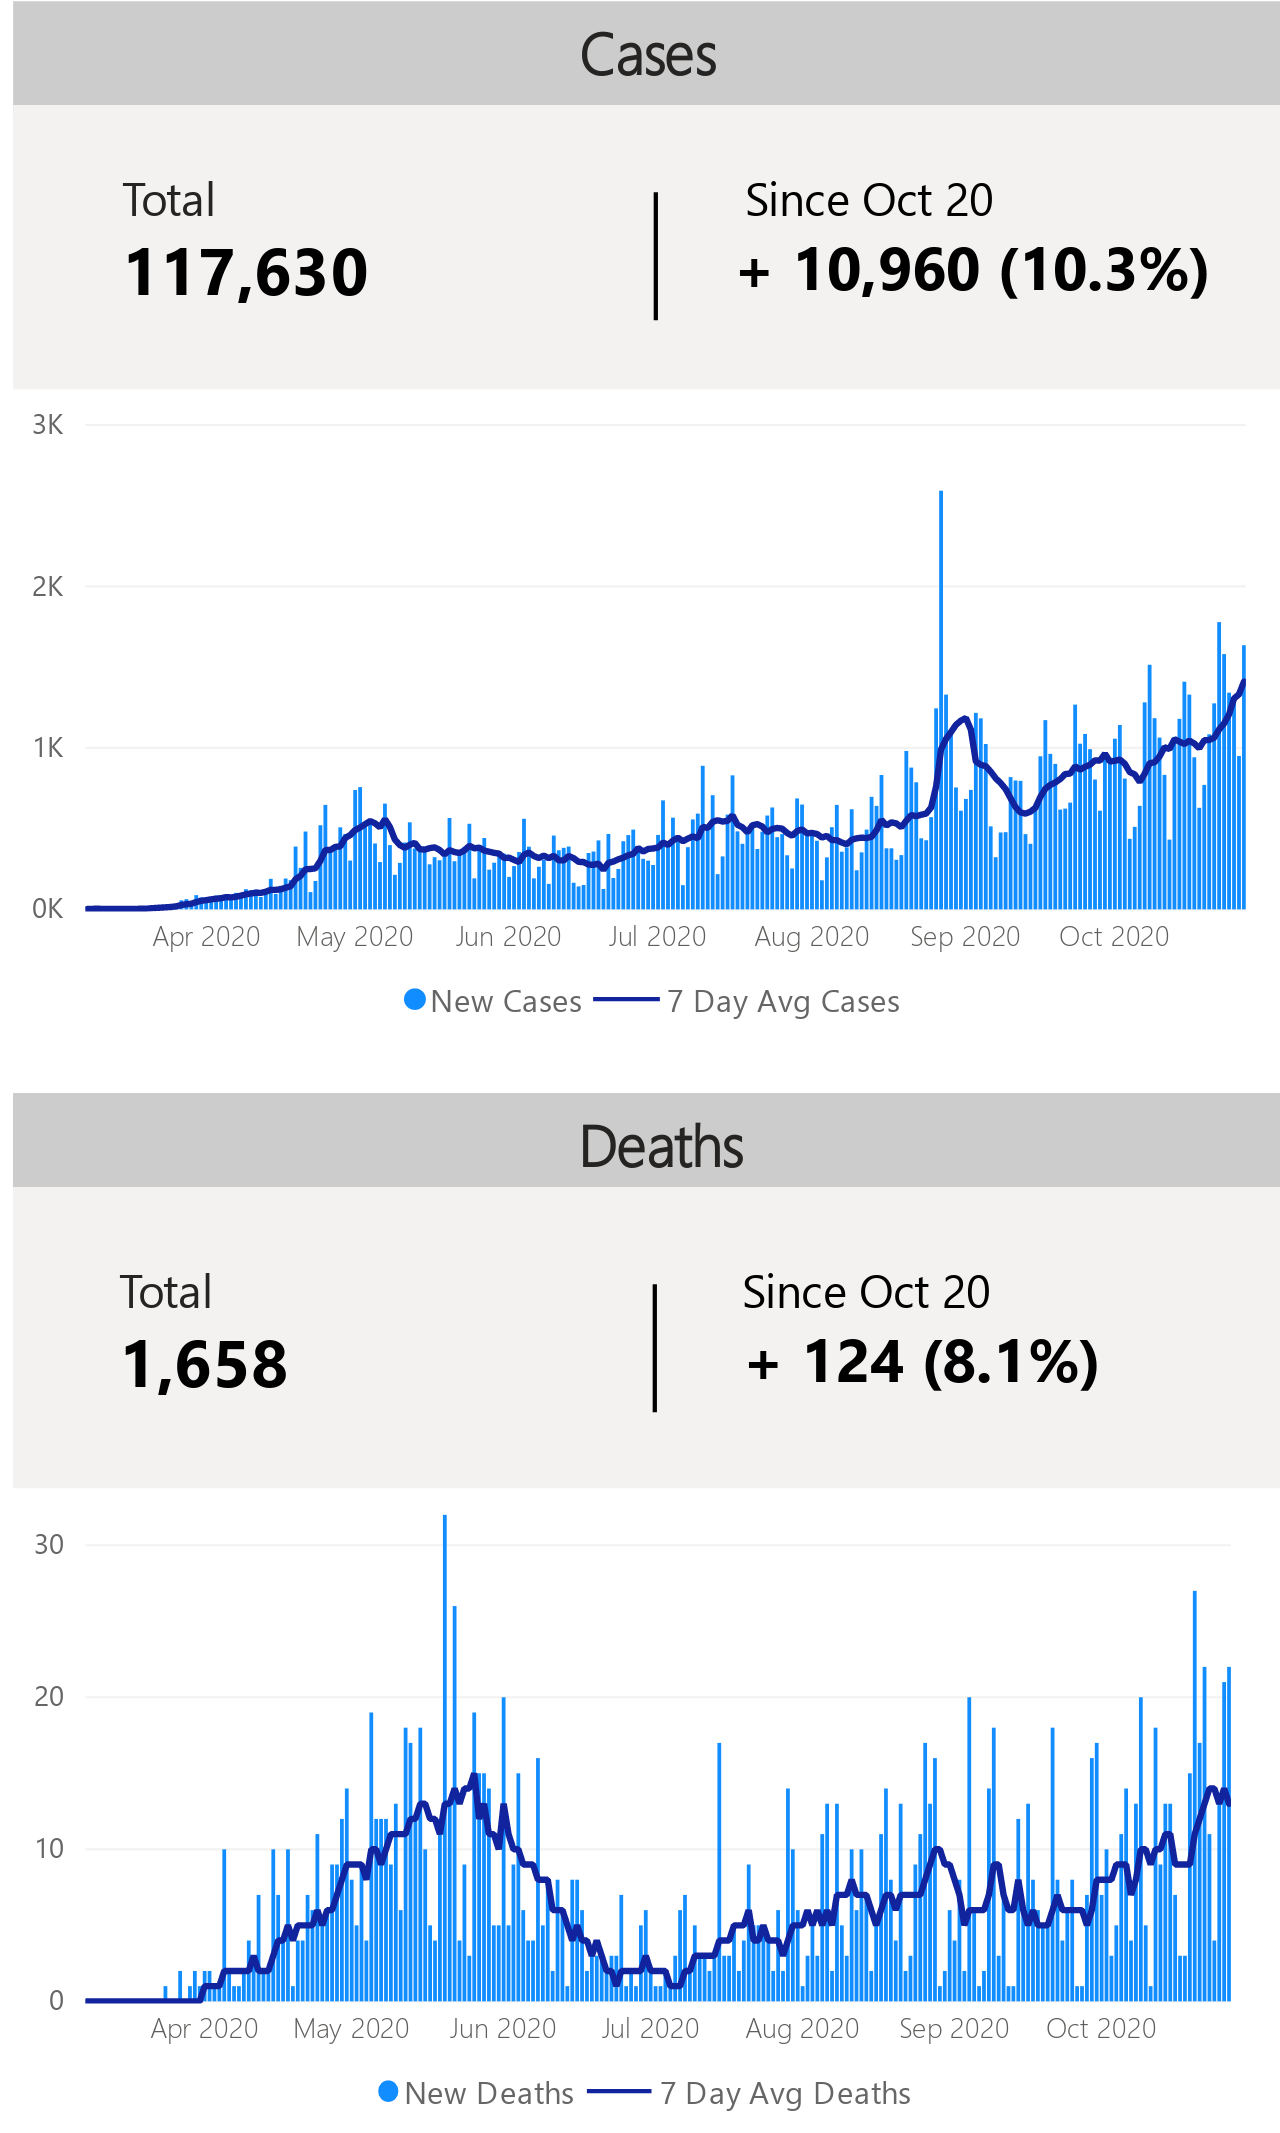 Cases
Total
Since Oct 20
117,630
+ 10,960 (10.3%)
3K
2K
1K
0K
Apr 2020 May 2020 Jun 2020 Jul 2020 Aug 2020 Sep 2020 Oct 2020
New Cases 7 Day Avg Cases
Deaths
Total
Since Oct 20
1,658
+ 124 (8.1%)
30
20
10
0
Apr 2020 May 2020 Jun 2020 Jul 2020 Aug 2020 Sep 2020 Oct 2020
New Deaths 7 Day Avg Deaths